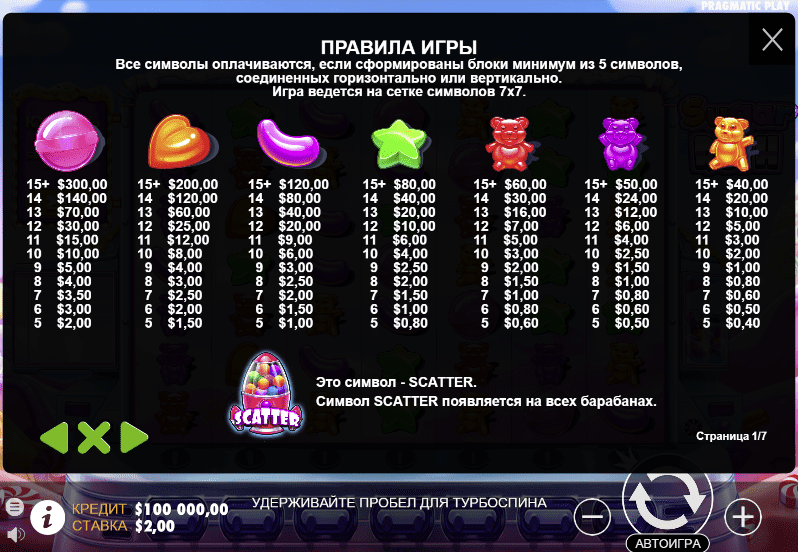 PRAGMATIC PLAY
ПРАВИЛА ИГРЫ
Все символы оплачиваются, если сформированы блоки минимум из 5 символов,
соединенных горизонтально или вертикально.
Игра ведется на сетке символов 7x7.
15+ $300,00 15+ $200,00 15+ $120,00 15+ $80,00 15+ $60,00 15+ $50,00 15+ $40,00
14 $140,00 14 $120,00 14 $80,00 14 $40,00 14 $30,00 14 $24,00 14 $20,00
13 $70,00 13 $60,00 13 $40,00 13 $20,00 13 $16,00 13 $12,00 13 $10,00
12 $30,00 12 $25,00 12 $20,00 12 $10,00 12 $7,00 12 $6,00 12 $5,00
11 $15,00 11 $12,00 11 $9,00 11 $6,00 11 $5,00 11 $4,00 11 $3,00
10 $10,00 10 $8,00 10 $6,00 10 $4,00 10 $3,00 10 $2,50 10 $2,00
9 $5,00 9 $4,00 9 $3,00 9 $2,50 9 $2,00 9 $1,50 9 $1,00
8 $4,00 8 $3,00 8 $2,50 8 $2,00 8 $1,50 8 $1,00 8 $0,80
7 $3,50 7 $2,50 7 $2,00 7 $1,50 7 $1,00 7 $0,80 7 $0,60
6 $3,00 6 $2,00 6 $1,50 6 $1,00 6 $0,80 6 $0,60 6 $0,50
5 $2,00 5 $1,50 5 $1,00 5 $0,80 5 $0,60 5 $0,50 5 $0,40
SCATTER
Это символ - SCATTER.
Символ SCATTER появляется на всех барабанах.
Страница 1/7
КРЕДИТ $100 000,00
СТАВКА $2,00
УДЕРЖИВАЙТЕ ПРОБЕЛ ДЛЯ ТУРБОСПИНА
АВТОИГРА